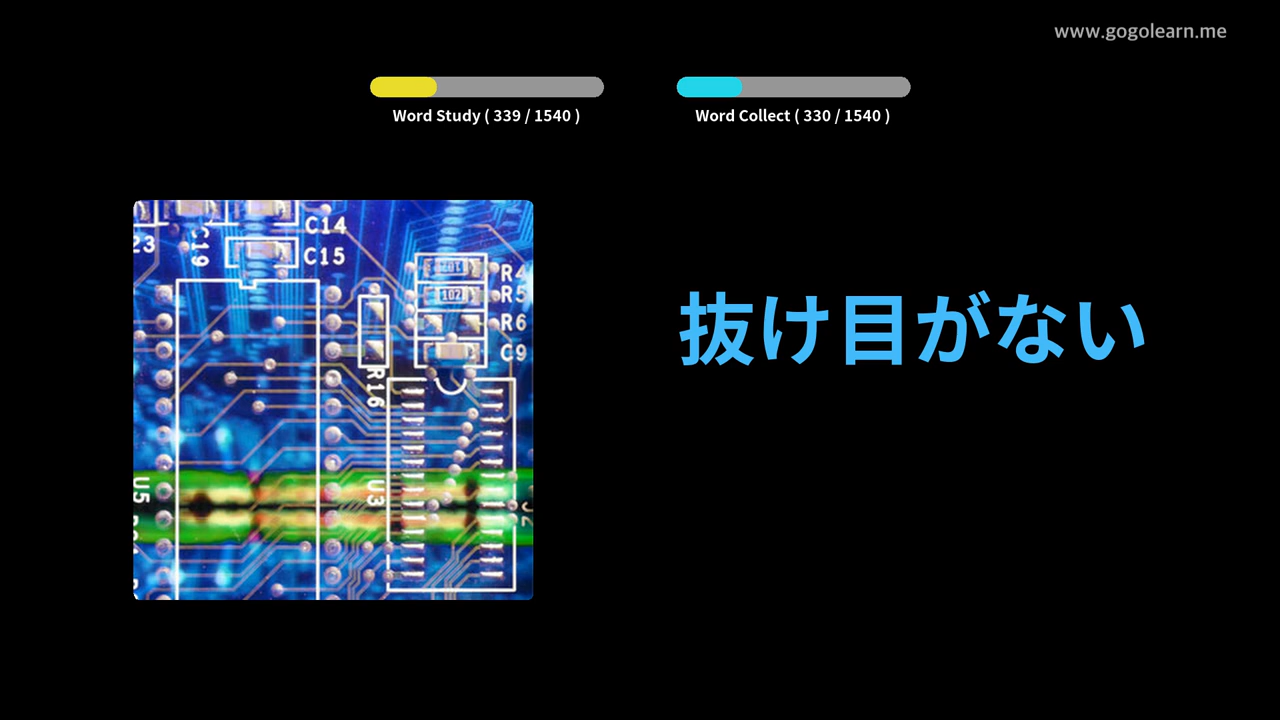 www.gogolearn.me
Word Study ( 339 / 1540 )
Word Collect ( 330 / 1540 )
抜け目がない
C14
C19
23
C15
R4
102
R5
R6
C9
R16
U5
U3